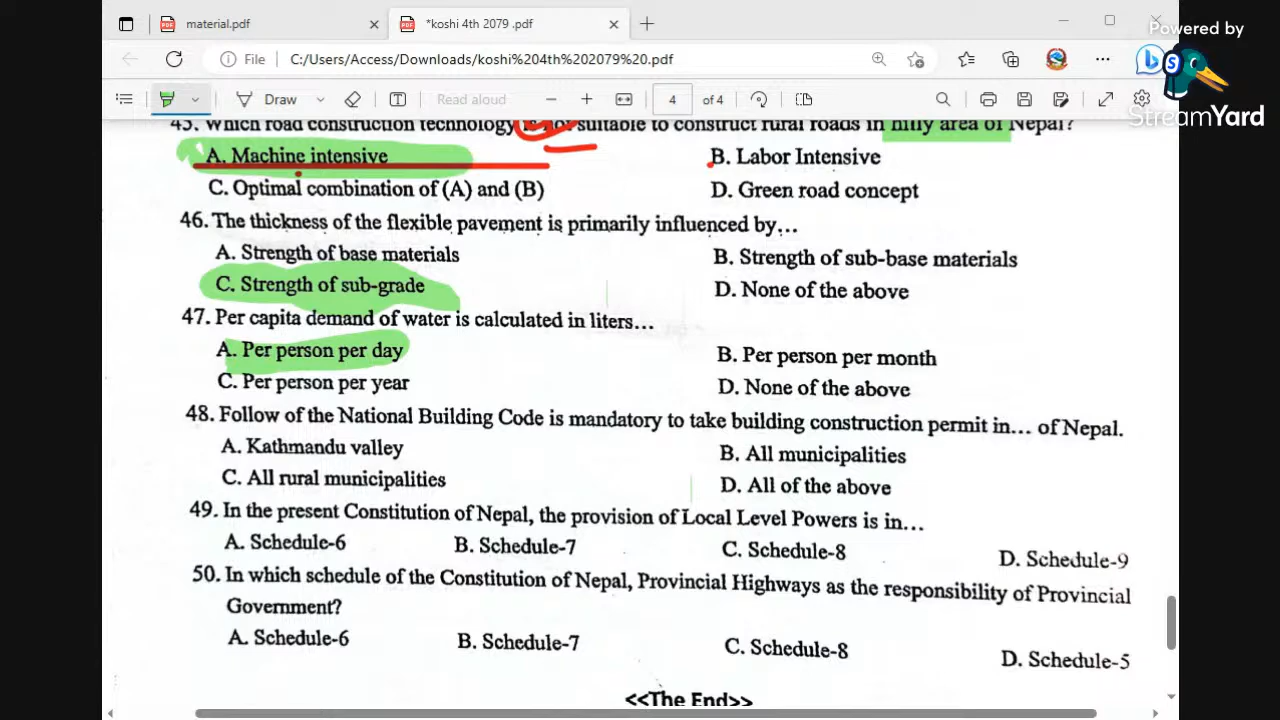 material.pdf
*koshi 4th 2079 .pdf
Powered by
File C:/Users/Access/Downloads/koshi%204th%202079%20.pdf
StreamYard
Draw
Read aloud
4 of 4
45. Which road construction technology is not suitable to construct rural roads in hilly area of Nepal?
A. Machine intensive
B. Labor Intensive
C. Optimal combination of (A) and (B)
D. Green road concept
46. The thickness of the flexible pavement is primarily influenced by…
A. Strength of base materials
B. Strength of sub-base materials
C. Strength of sub-grade
D. None of the above
47. Per capita demand of water is calculated in liters…
A. Per person per day
B. Per person per month
C. Per person per year
D. None of the above
48. Follow of the National Building Code is mandatory to take building construction permit in… of Nepal.
A. Kathmandu valley
B. All municipalities
C. All rural municipalities
D. All of the above
49. In the present Constitution of Nepal, the provision of Local Level Powers is in…
A. Schedule-6 B. Schedule-7 C. Schedule-8 D. Schedule-9
50. In which schedule of the Constitution of Nepal, Provincial Highways as the responsibility of Provincial
Government?
A. Schedule-6 B. Schedule-7 C. Schedule-8 D. Schedule-5
<<The End>>